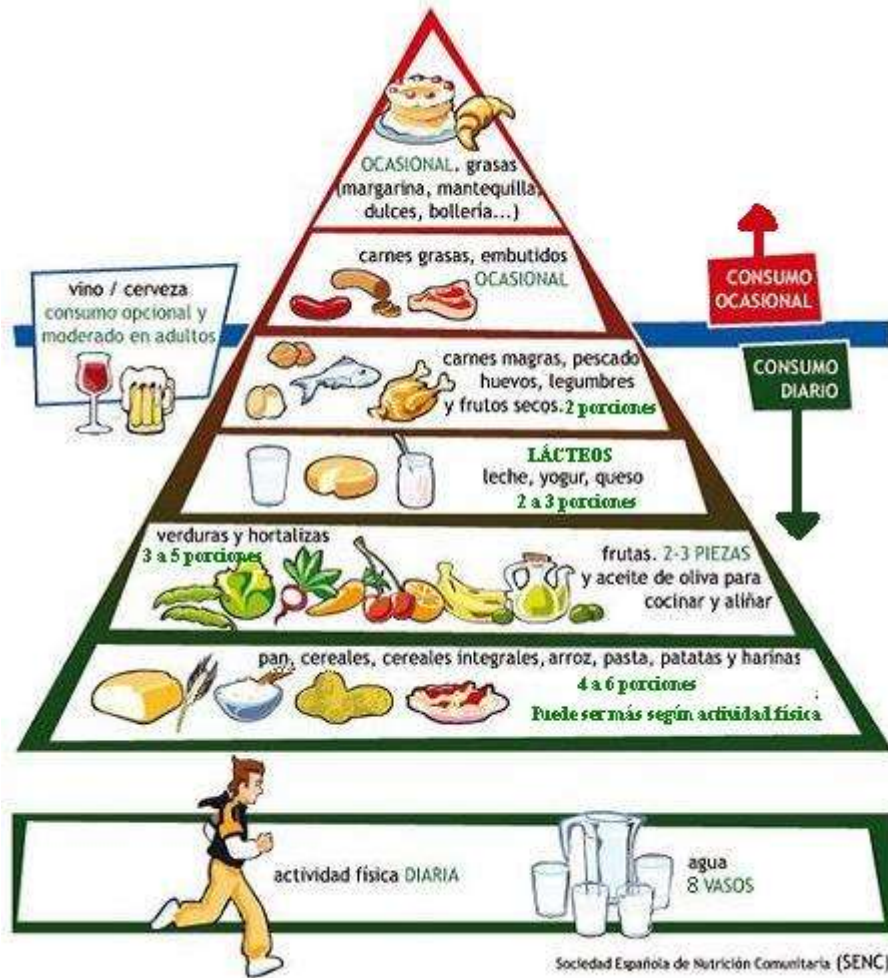 OCASIONAL. grasas
(margarina, mantequilla,
dulces, bollería...)
carnes grasas, embutidos
OCASIONAL
CONSUMO
OCASIONAL
vino / cerveza
consumo opcional y
moderado en adultos
carnes magras, pescado
huevos, legumbres
y frutos secos. 2 porciones
CONSUMO
DIARIO
LÁCTEOS
leche, yogur, queso
2 a 3 porciones
verduras y hortalizas
3 a 5 porciones
frutas. 2-3 PIEZAS
y aceite de oliva para
cocinar y aliñar
pan, cereales, cereales integrales, arroz, pasta, patatas y harinas
4 a 6 porciones
Puede ser más según actividad física
actividad física DIARIA
agua
8 VASOS
Sociedad Española de Nutrición Comunitaria (SENC)